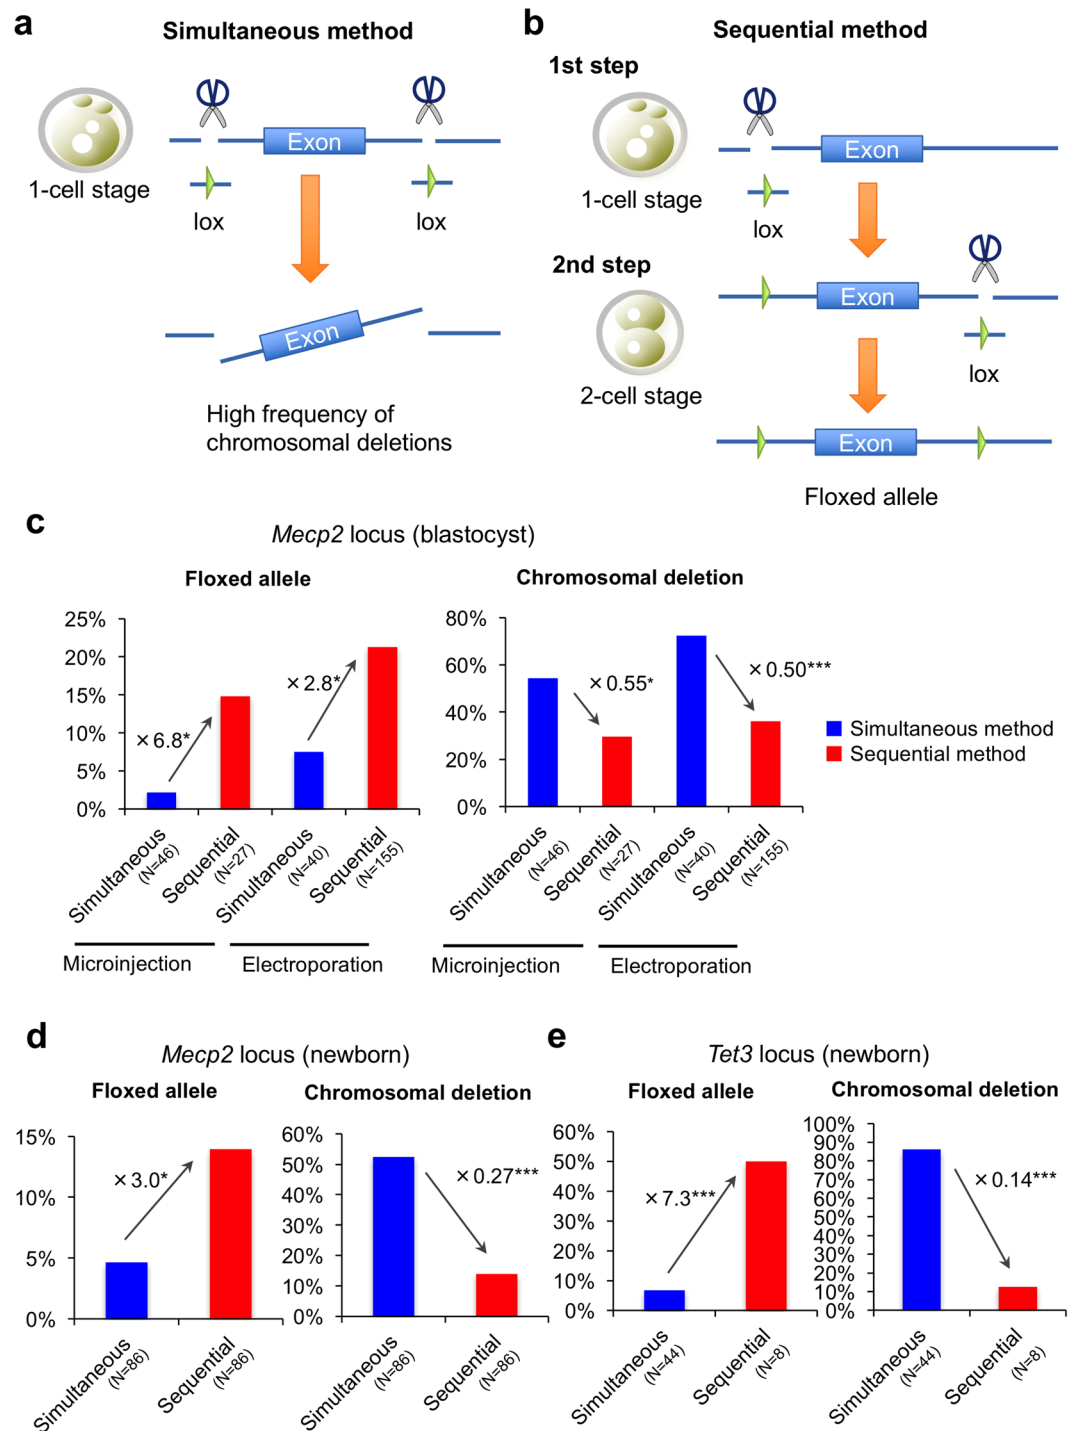 a
Simultaneous method
1-cell stage
Exon
lox
lox
Exon
High frequency of
chromosomal deletions
b
Sequential method
1st step
1-cell stage
Exon
lox
2nd step
2-cell stage
Exon
lox
Exon
Floxed allele
c
Mecp2 locus (blastocyst)
Floxed allele
25%
20%
15%
10%
5%
0%
×6.8*
×2.8*
Simultaneous
(N=46)
Sequential
(N=27)
Simultaneous
(N=40)
Sequential
(N=155)
Microinjection
Electroporation
Chromosomal deletion
80%
60%
40%
20%
0%
×0.55*
×0.50***
Simultaneous
(N=46)
Sequential
(N=27)
Simultaneous
(N=40)
Sequential
(N=155)
Microinjection
Electroporation
Simultaneous method
Sequential method
d
Mecp2 locus (newborn)
Floxed allele
15%
10%
5%
0%
×3.0*
Simultaneous
(N=86)
Sequential
(N=86)
Chromosomal deletion
60%
50%
40%
30%
20%
10%
0%
×0.27***
Simultaneous
(N=86)
Sequential
(N=86)
e
Tet3 locus (newborn)
Floxed allele
60%
50%
40%
30%
20%
10%
0%
×7.3***
Simultaneous
(N=44)
Sequential
(N=8)
Chromosomal deletion
100%
90%
80%
70%
60%
50%
40%
30%
20%
10%
0%
×0.14***
Simultaneous
(N=44)
Sequential
(N=8)